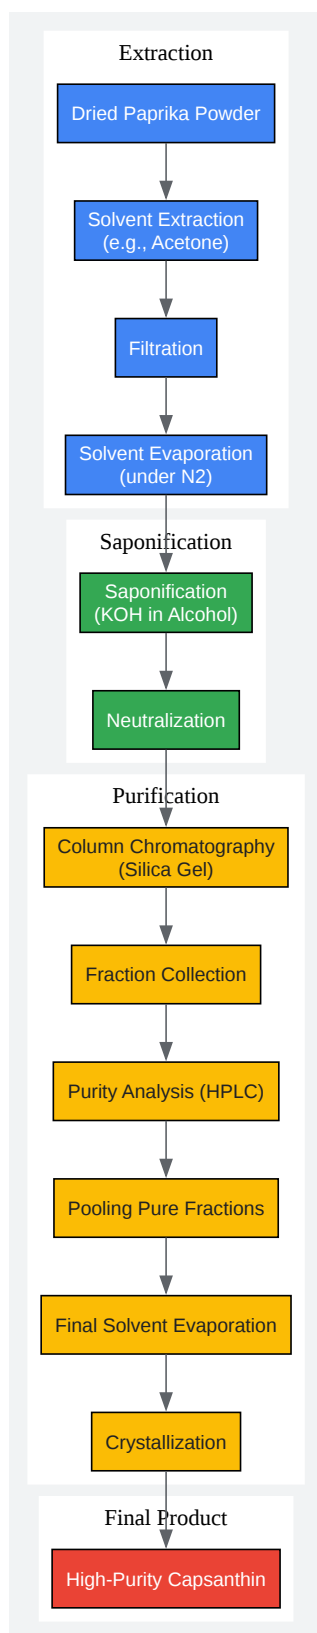 Extraction
Dried Paprika Powder
Solvent Extraction
(e.g., Acetone)
Filtration
Solvent Evaporation
(under N2)
Saponification
Saponification
(KOH in Alcohol)
Neutralization
Purification
Column Chromatography
(Silica Gel)
Fraction Collection
Purity Analysis (HPLC)
Pooling Pure Fractions
Final Solvent Evaporation
Crystallization
Final Product
High-Purity Capsanthin